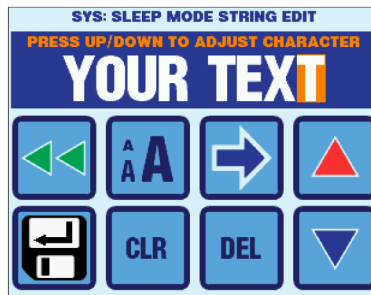 SYS: SLEEP MODE STRING EDIT
PRESS UP/DOWN TO ADJUST CHARACTER
YOUR TEXT
A A A
CLR DEL